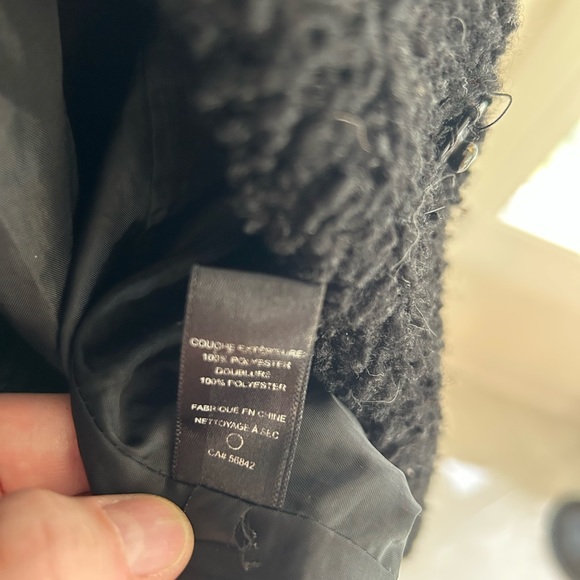 COUCHE EXTÉRIEURE:
100% POLYESTER
DOUBLURE
100% POLYESTER
FABRIQUÉ EN CHINE
NETTOYAGE À SEC
CA# 56842